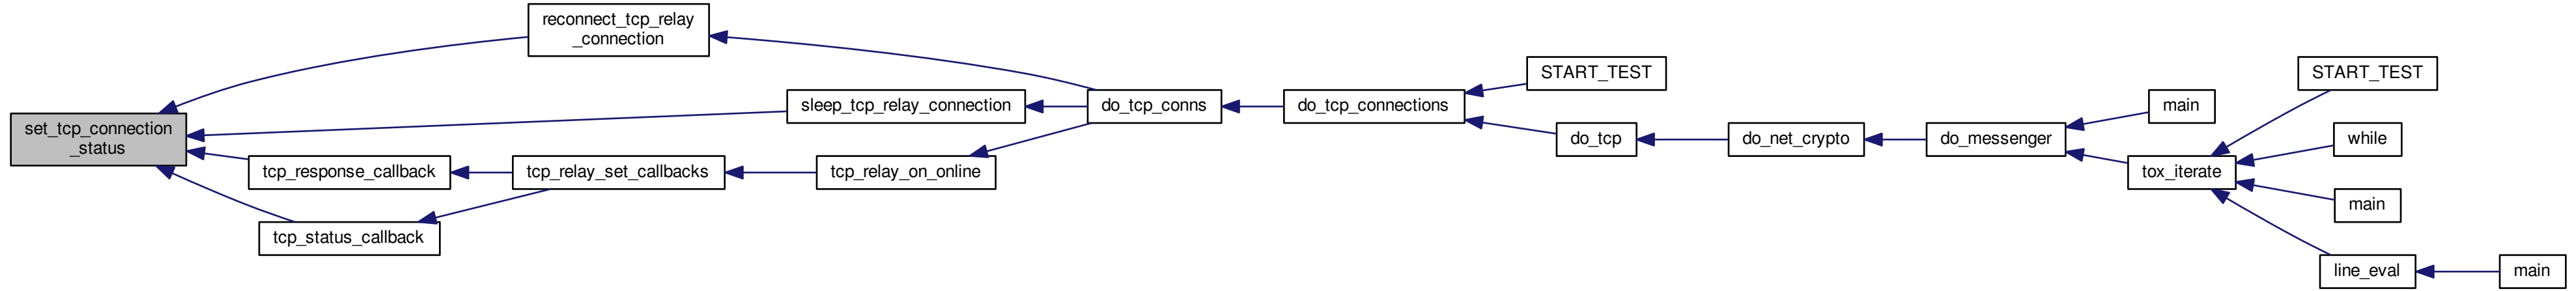 set_tcp_connection
_status
reconnect_tcp_relay
_connection
sleep_tcp_relay_connection
tcp_response_callback
tcp_status_callback
tcp_relay_set_callbacks
tcp_relay_on_online
do_tcp_conns
do_tcp_connections
START_TEST
do_tcp
do_net_crypto
do_messenger
main
tox_iterate
START_TEST
while
main
line_eval
main